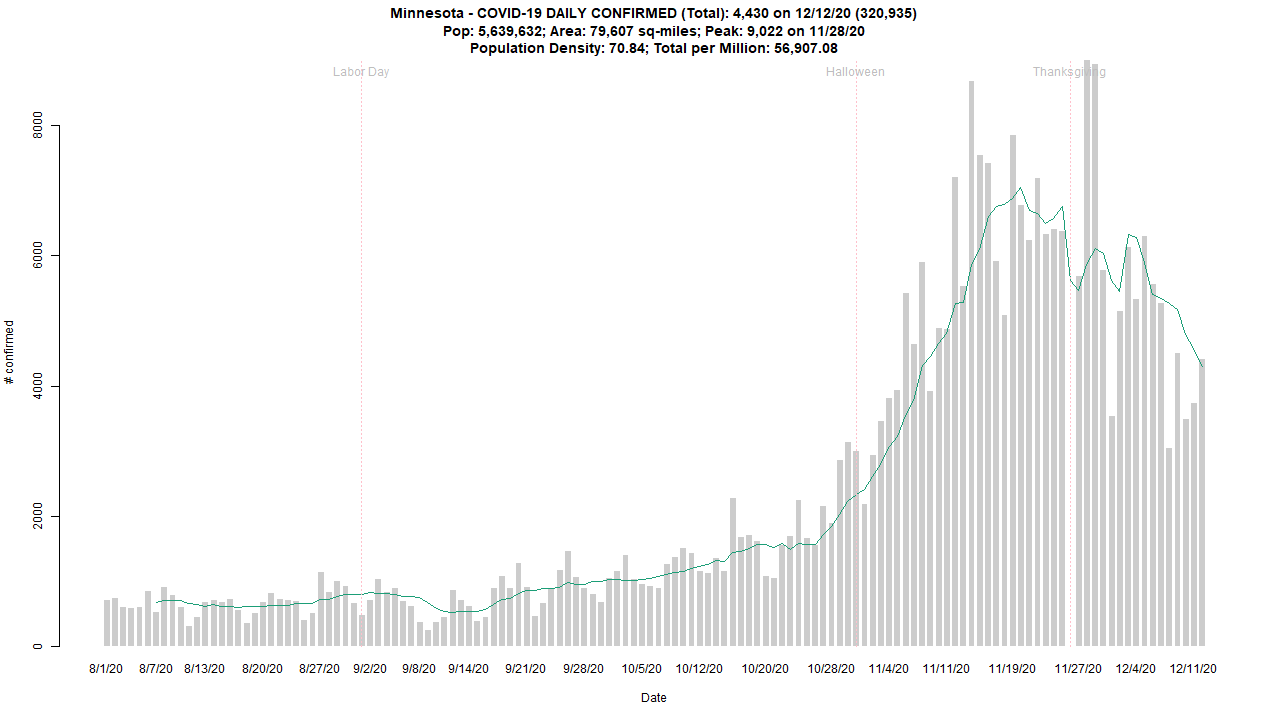 Minnesota - COVID-19 DAILY CONFIRMED (Total): 4,430 on 12/12/20 (320,935)
Pop: 5,639,632; Area: 79,607 sq-miles; Peak: 9,022 on 11/28/20
Population Density: 70.84; Total per Million: 56,907.08
Labor Day Halloween Thanksgiving
8000
6000
4000
2000
0
# confirmed
8/1/20 8/7/20 8/13/20 8/20/20 8/27/20 9/2/20 9/8/20 9/14/20 9/21/20 9/28/20 10/5/20 10/12/20 10/20/20 10/28/20 11/4/20 11/11/20 11/19/20 11/27/20 12/4/20 12/11/20
Date